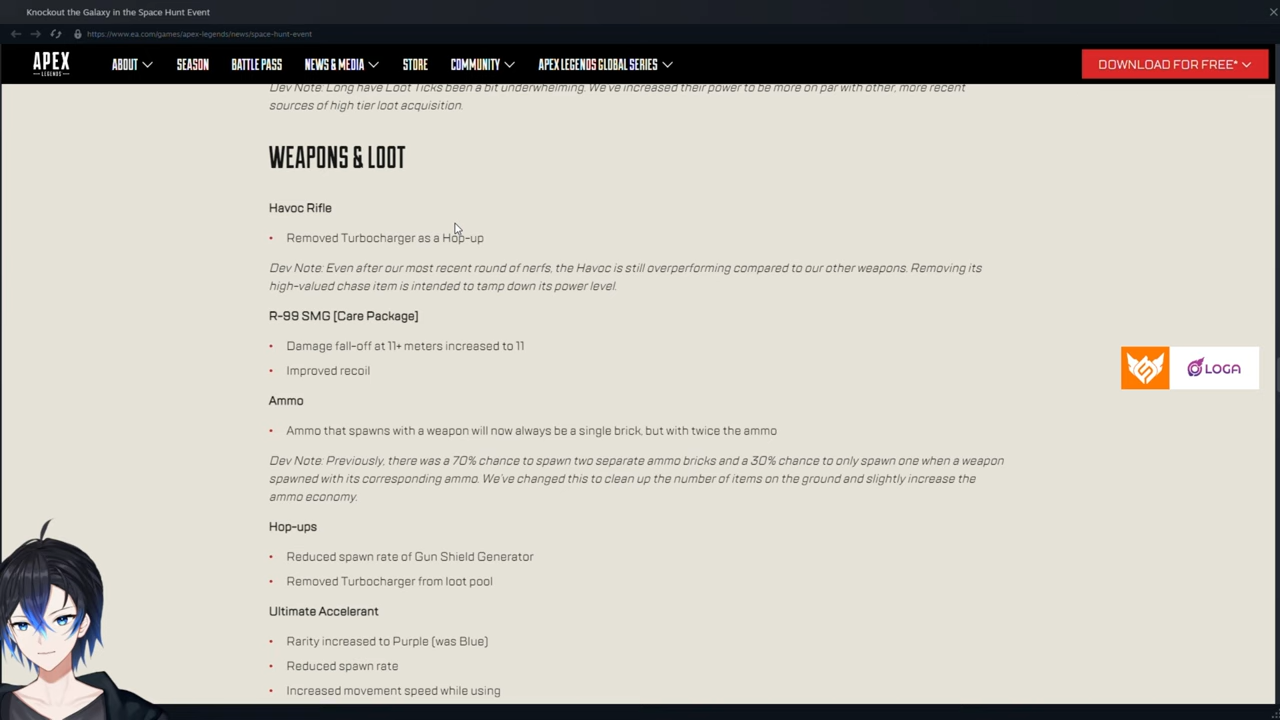 Knockout the Galaxy in the Space Hunt Event
https://www.ea.com/games/apex-legends/news/space-hunt-event
APEX
LEGENDS
ABOUT
SEASON
BATTLE PASS
NEWS & MEDIA
STORE
COMMUNITY
APEX LEGENDS GLOBAL SERIES
DOWNLOAD FOR FREE*
Dev Note: Long have Loot Ticks been a bit underwhelming. We've increased their power to be more on par with other, more recent
sources of high tier loot acquisition.
WEAPONS & LOOT
Havoc Rifle
• Removed Turbocharger as a Hop-up
Dev Note: Even after our most recent round of nerfs, the Havoc is still overperforming compared to our other weapons. Removing its
high-valued chase item is intended to tamp down its power level.
R-99 SMG [Care Package]
• Damage fall-off at 11+ meters increased to 11
• Improved recoil
Ammo
• Ammo that spawns with a weapon will now always be a single brick, but with twice the ammo
Dev Note: Previously, there was a 70% chance to spawn two separate ammo bricks and a 30% chance to only spawn one when a weapon
spawned with its corresponding ammo. We've changed this to clean up the number of items on the ground and slightly increase the
ammo economy.
Hop-ups
• Reduced spawn rate of Gun Shield Generator
• Removed Turbocharger from loot pool
Ultimate Accelerant
• Rarity increased to Purple (was Blue)
• Reduced spawn rate
• Increased movement speed while using
LOGA